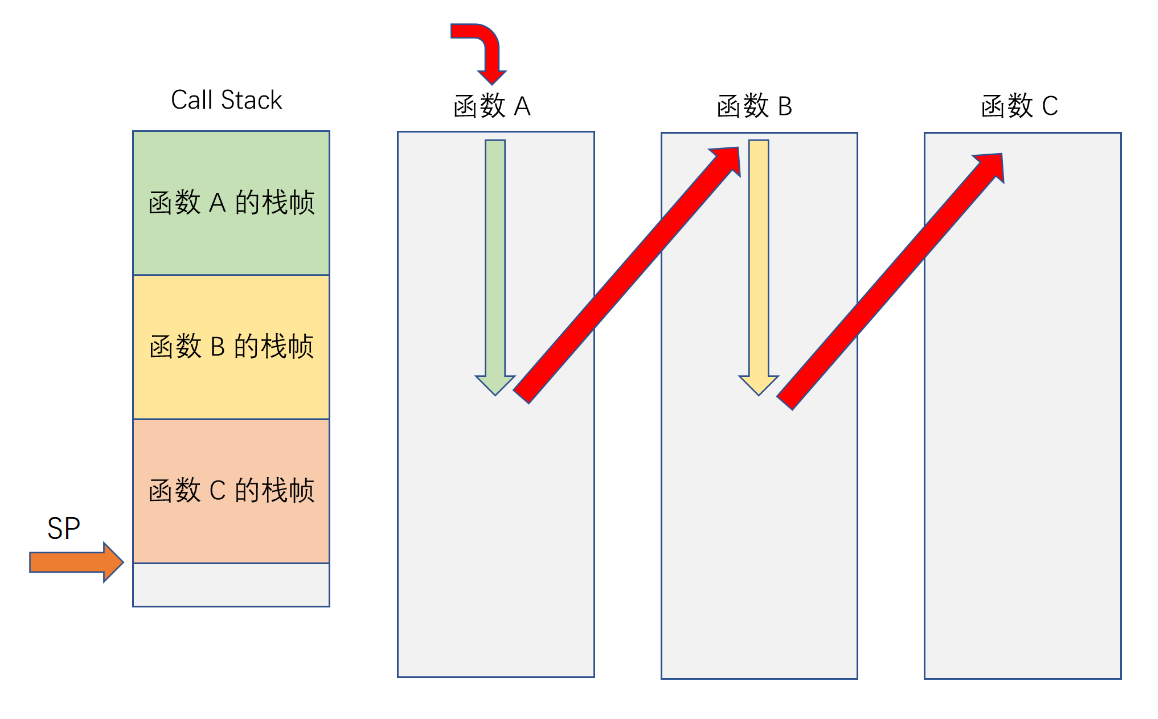 Call Stack
函数 A
函数 B
函数 C
函数 A 的栈帧
函数 B 的栈帧
函数 C 的栈帧
SP